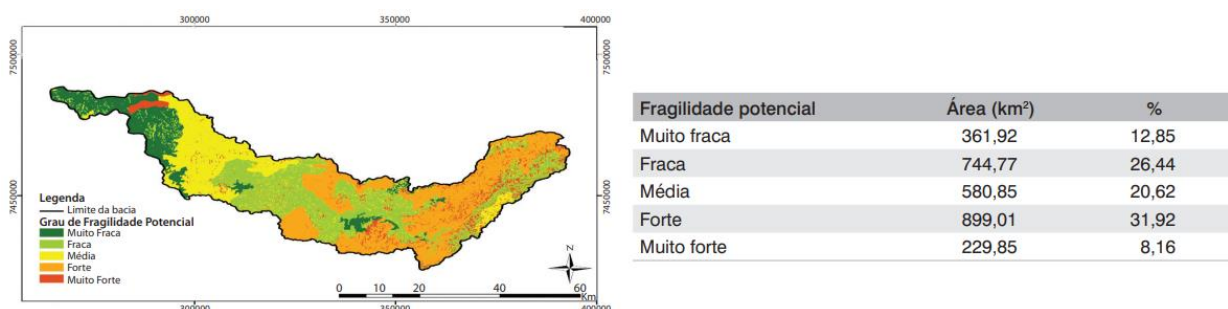 300000 350000 400000
7500000 7500000
7450000 7450000
Legenda
Limite da bacia
Grau de Fragilidade Potencial
Muito Fraca
Fraca
Média
Forte
Muito Forte
N
0 10 20 40 60
Km
300000 350000 400000
Fragilidade potencial Área (km²) %
Muito fraca 361,92 12,85
Fraca 744,77 26,44
Média 580,85 20,62
Forte 899,01 31,92
Muito forte 229,85 8,16